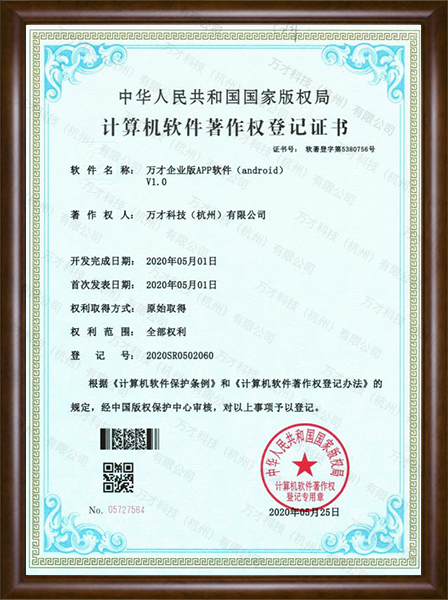 中华人民共和国国家版权局
计算机软件著作权登记证书
证书号： 软著登字第5380756号
软件名称： 万才企业版APP软件（android）
V1.0
著作权人： 万才科技（杭州）有限公司
开发完成日期： 2020年05月01日
首次发表日期： 2020年05月01日
权利取得方式： 原始取得
权利范围： 全部权利
登记号： 2020SR0502060
根据《计算机软件保护条例》和《计算机软件著作权登记办法》的
规定，经中国版权保护中心审核，对以上事项予以登记。
中华人民共和国国家版权局
计算机软件著作权
登记专用章
No. 05727564
2020年05月25日
万才科技（杭州）有限公司